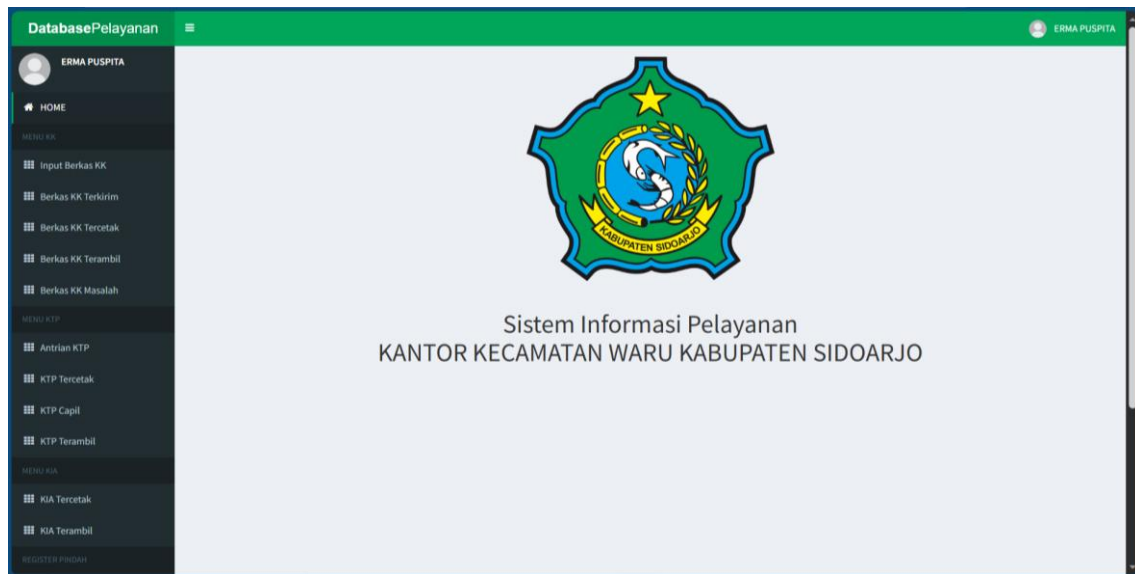 DatabasePelayanan
ERMA PUSPITA
ERMA PUSPITA
HOME
MENU KK
Input Berkas KK
Berkas KK Terkirim
Berkas KK Tercetak
Berkas KK Terambil
Berkas KK Masalah
MENU KTP
Antrian KTP
KTP Tercetak
KTP Capil
KTP Terambil
MENU KIA
KIA Tercetak
KIA Terambil
REGISTER PINDAH
KABUPATEN SIDOARJO
Sistem Informasi Pelayanan
KANTOR KECAMATAN WARU KABUPATEN SIDOARJO